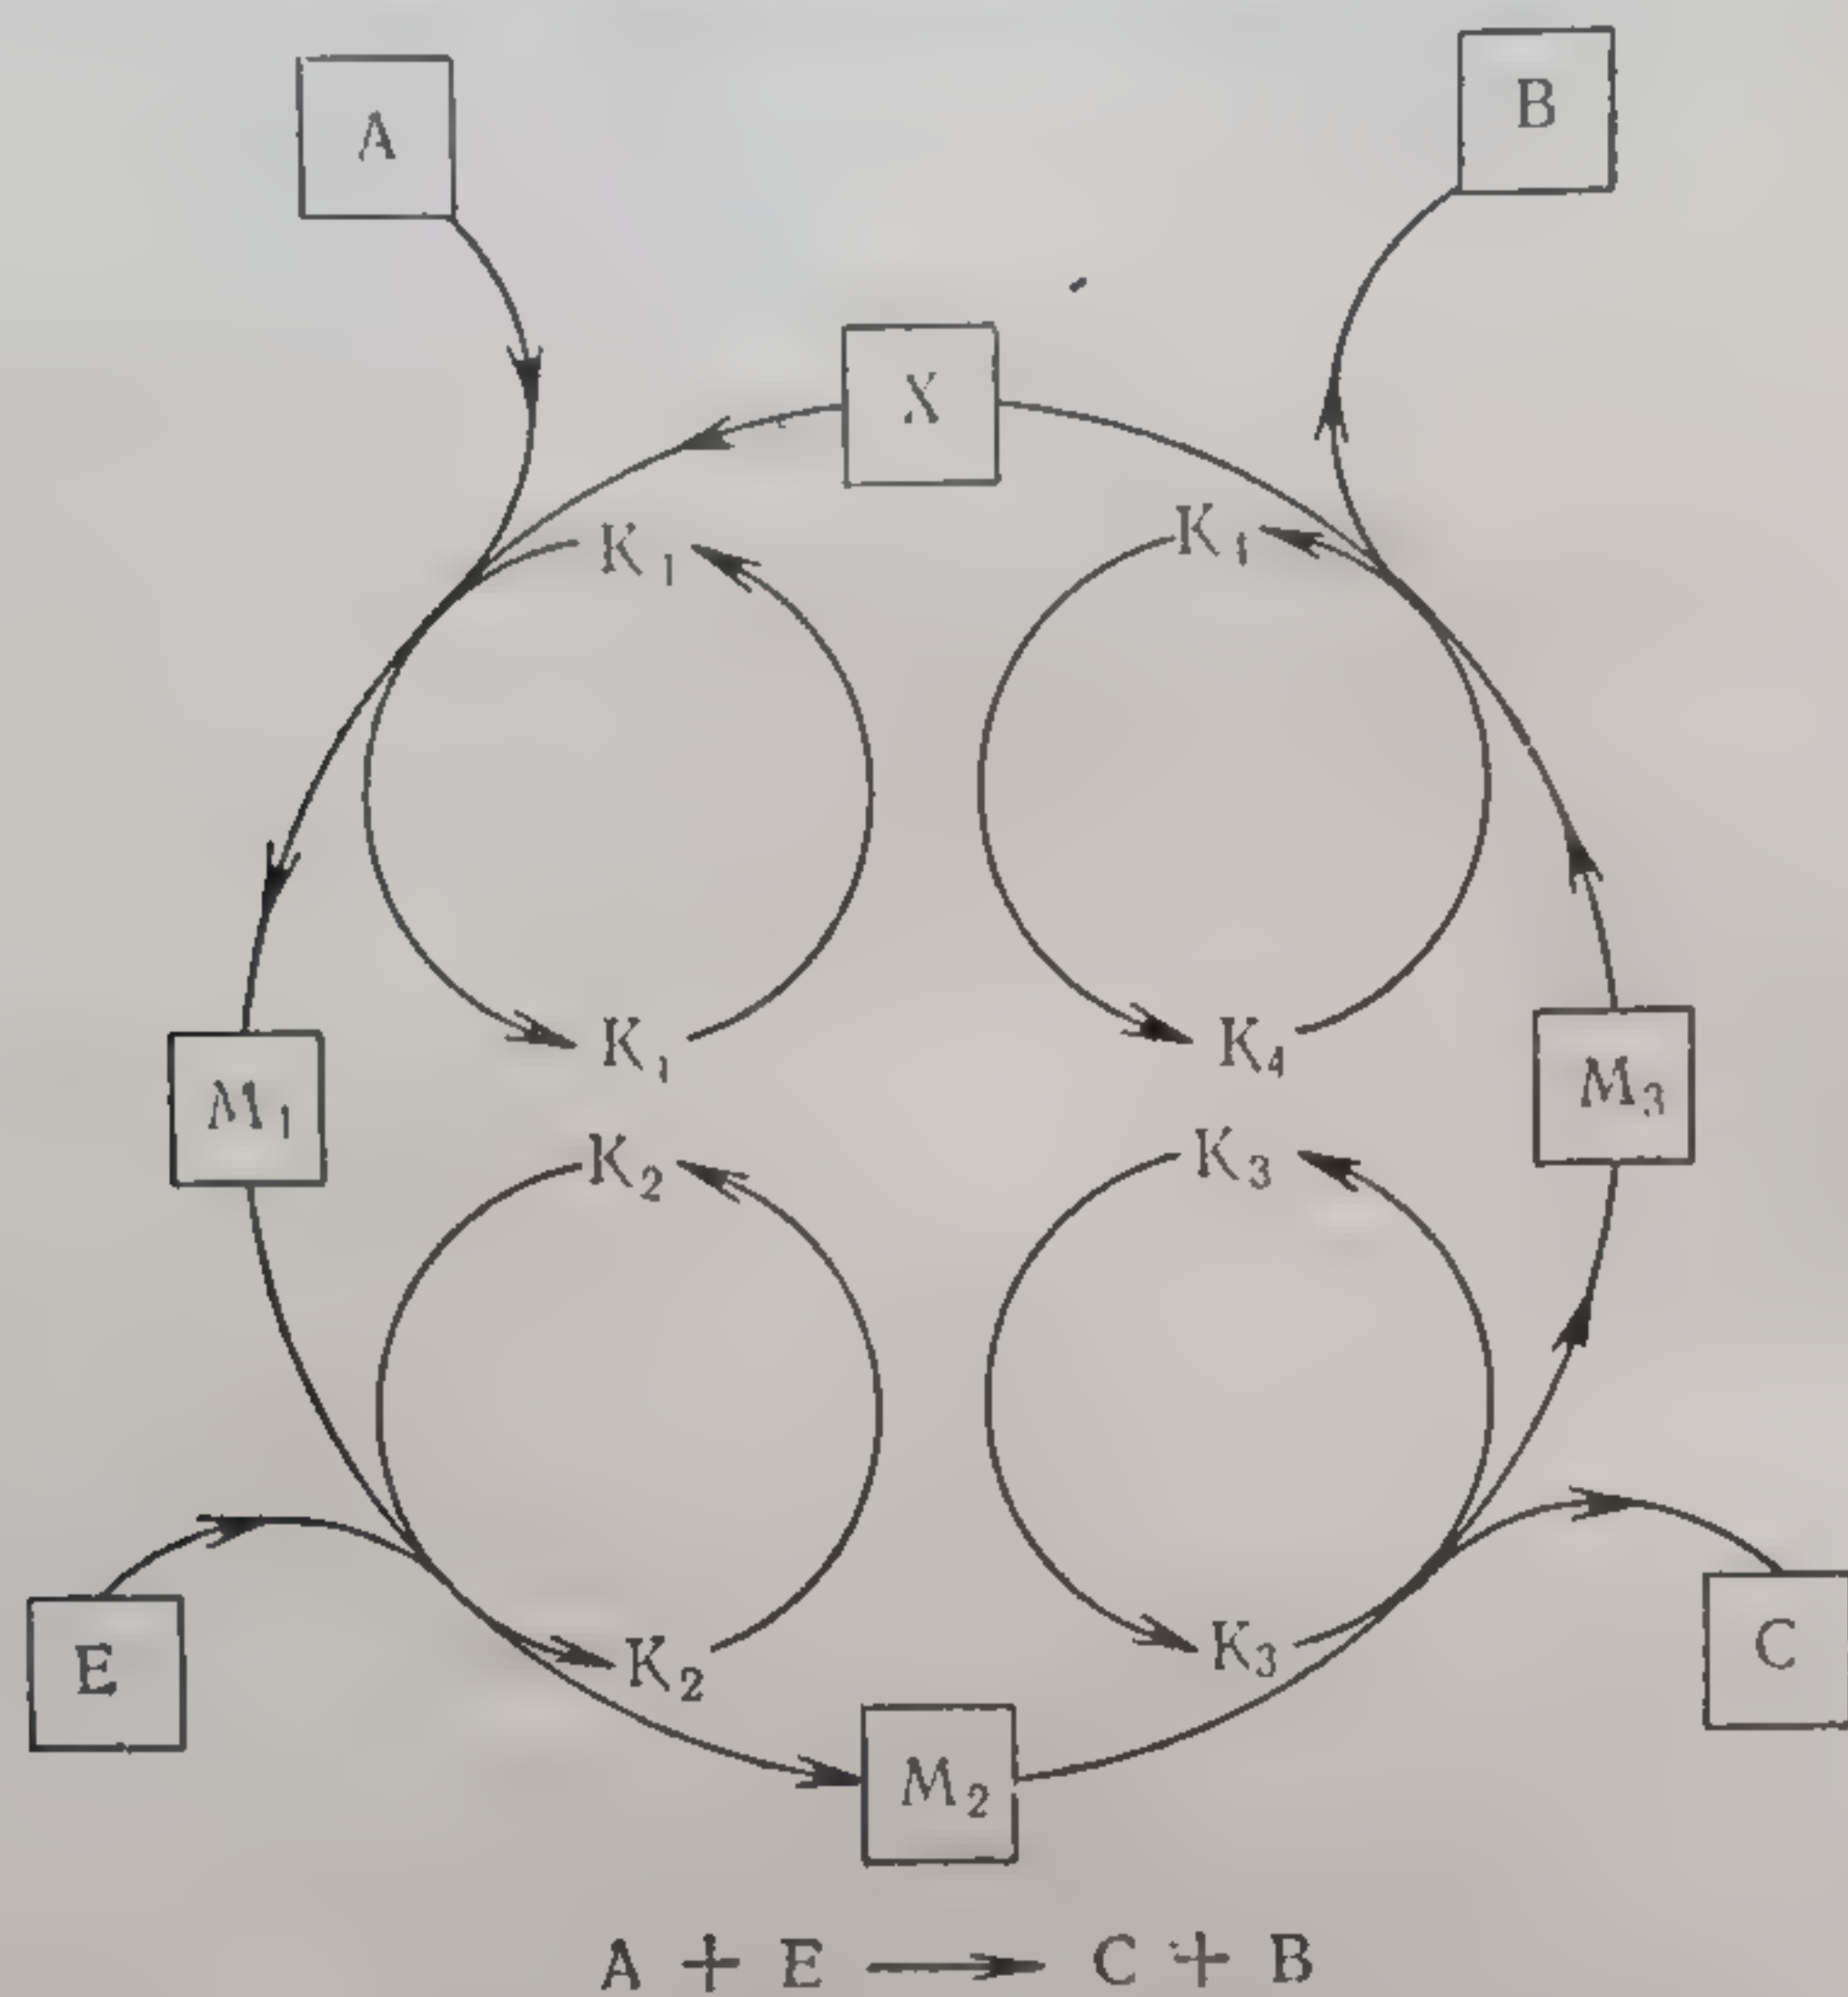 A B
X
K₁ K₄
K₁ K₄
M₁ M₃
K₂ K₃
K₂ K₃
E C
M₂
A + E → C + B